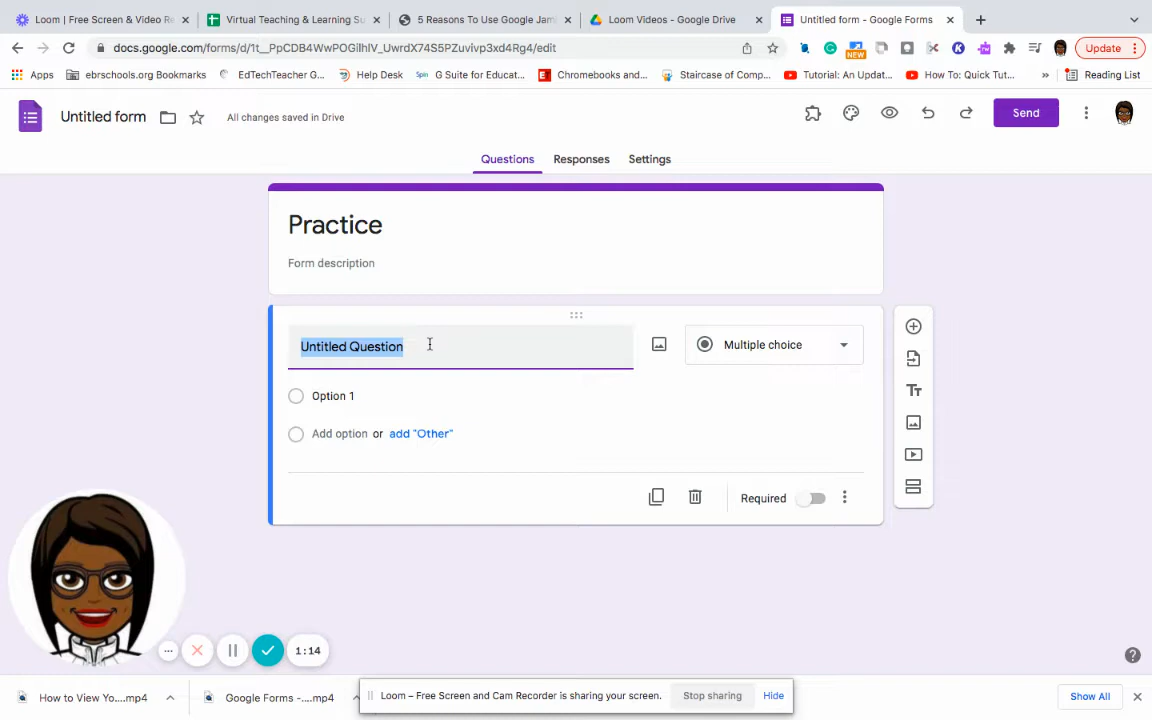 Loom | Free Screen & Video Re
Virtual Teaching & Learning Su
5 Reasons To Use Google Jam
Loom Videos - Google Drive
Untitled form - Google Forms
docs.google.com/forms/d/1t__PpCDB4WwPOGilhIV_UwrdX74S5PZuvivp3xd4Rg4/edit
NEW
Update
Apps
ebrschools.org Bookmarks
EdTechTeacher G...
Help Desk
G Suite for Educat...
Chromebooks and...
Staircase of Comp...
Tutorial: An Updat...
How To: Quick Tut...
»
Reading List
Untitled form
All changes saved in Drive
Send
Questions
Responses
Settings
Practice
Form description
Untitled Question
Multiple choice
Option 1
Add option or add "Other"
Tт
Required
1:14
How to View Yo....mp4
Google Forms -....mp4
Loom – Free Screen and Cam Recorder is sharing your screen.
Stop sharing
Hide
Show All